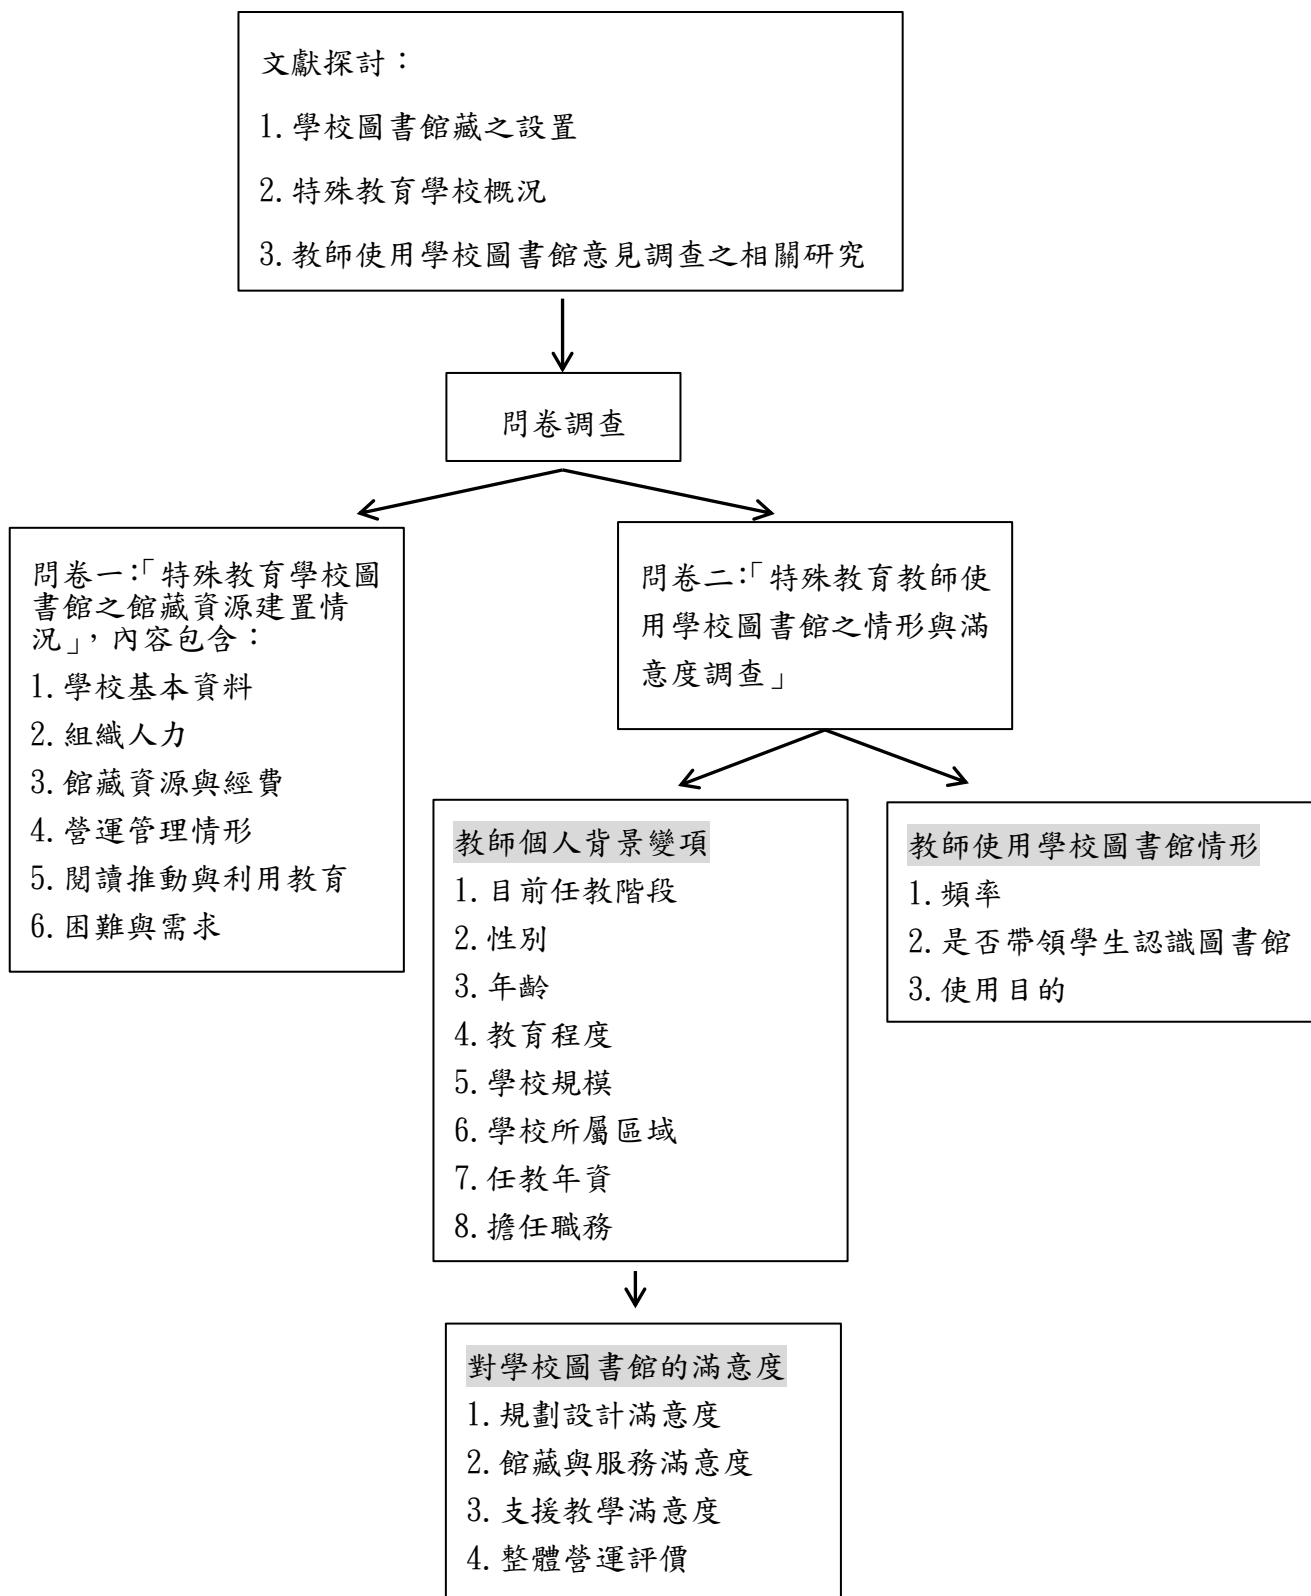 文獻探討：
1.學校圖書館藏之設置
2.特殊教育學校概況
3.教師使用學校圖書館意見調查之相關研究
問卷調查
問卷一：「特殊教育學校圖
書館之館藏資源建置情
況」，內容包含：
1.學校基本資料
2.組織人力
3.館藏資源與經費
4.營運管理情形
5.閱讀推動與利用教育
6.困難與需求
問卷二：「特殊教育教師使
用學校圖書館之情形與滿
意度調查」
教師個人背景變項
1.目前任教階段
2.性別
3.年齡
4.教育程度
5.學校規模
6.學校所屬區域
7.任教年資
8.擔任職務
教師使用學校圖書館情形
1.頻率
2.是否帶領學生認識圖書館
3.使用目的
對學校圖書館的滿意度
1.規劃設計滿意度
2.館藏與服務滿意度
3.支援教學滿意度
4.整體營運評價